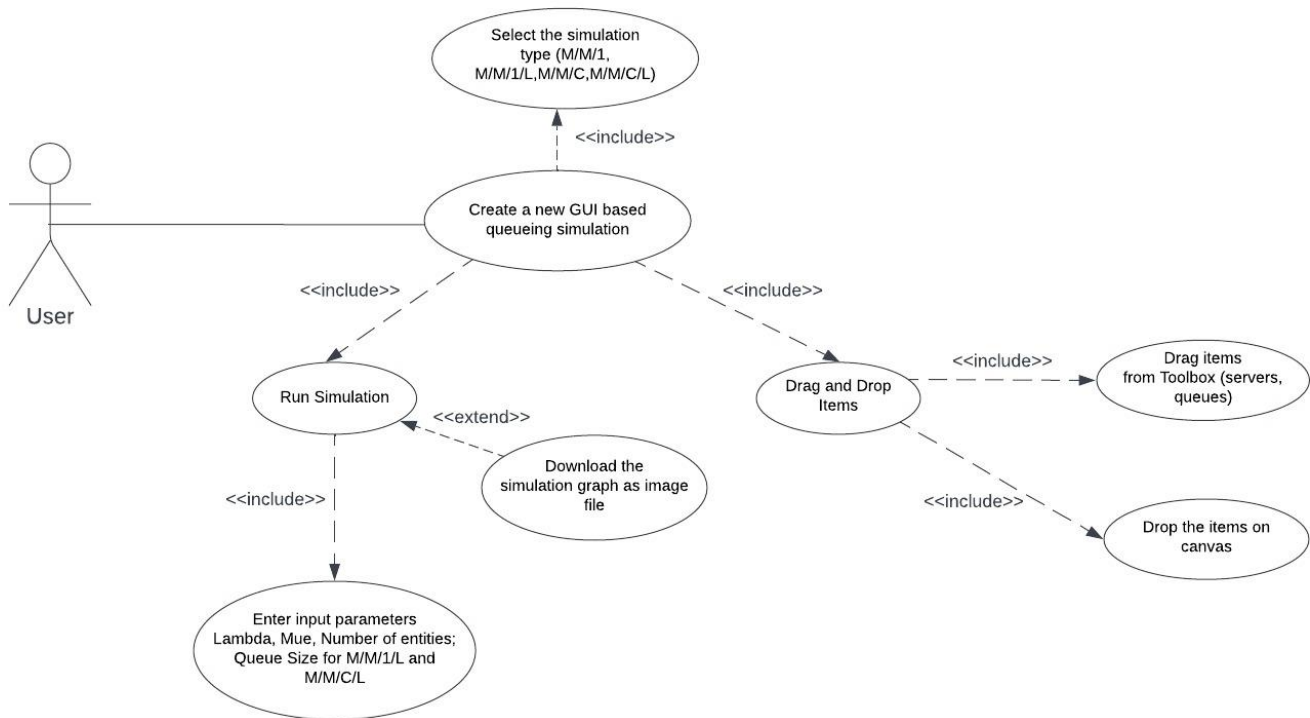 Select the simulation
type (M/M/1,
M/M/1/L,M/M/C,M/M/C/L)
<<include>>
Create a new GUI based
queueing simulation
User
<<include>>
<<include>>
Run Simulation
<<extend>>
Download the
simulation graph as image
file
<<include>>
Enter input parameters
Lambda, Mue, Number of entities;
Queue Size for M/M/1/L and
M/M/C/L
Drag and Drop
Items
<<include>>
Drag items
from Toolbox (servers,
queues)
<<include>>
Drop the items on
canvas